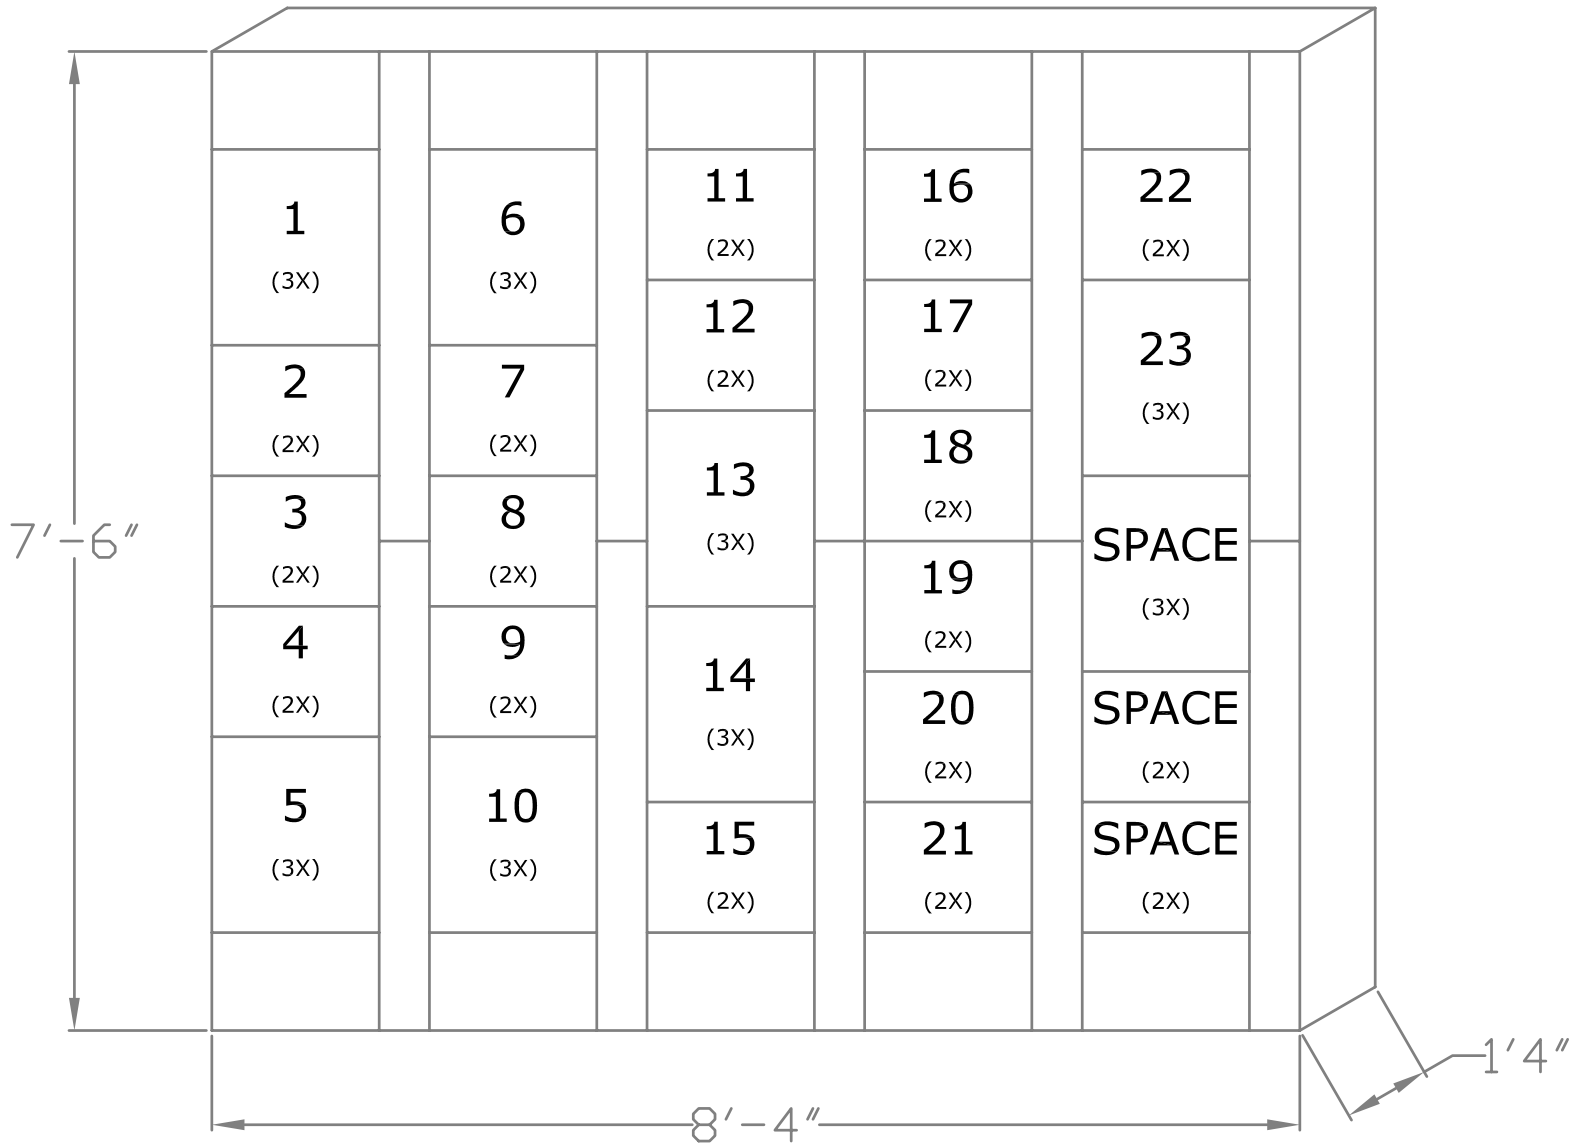 1
(3X)
2
(2X)
3
(2X)
4
(2X)
5
(3X)
6
(3X)
7
(2X)
8
(2X)
9
(2X)
10
(3X)
11
(2X)
12
(2X)
13
(3X)
14
(3X)
15
(2X)
16
(2X)
17
(2X)
18
(2X)
19
(2X)
20
(2X)
21
(2X)
22
(2X)
23
(3X)
SPACE
(3X)
SPACE
(2X)
SPACE
(2X)
7'-6"
8'-4"
1'4"